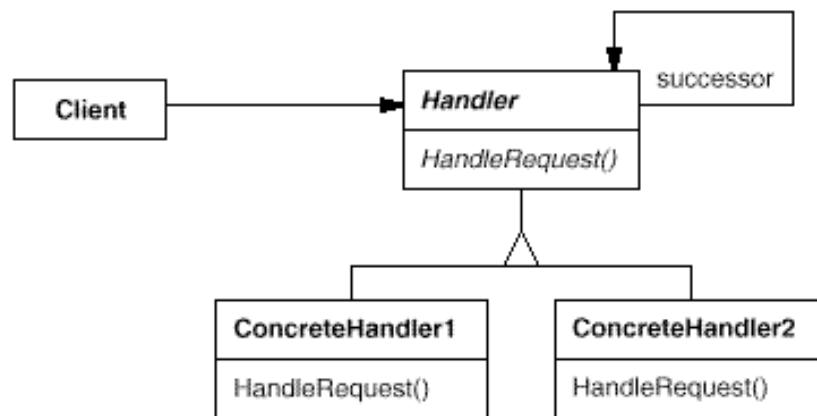 successor
Client
Handler
HandleRequest()
ConcreteHandler1
ConcreteHandler2
HandleRequest()
HandleRequest()